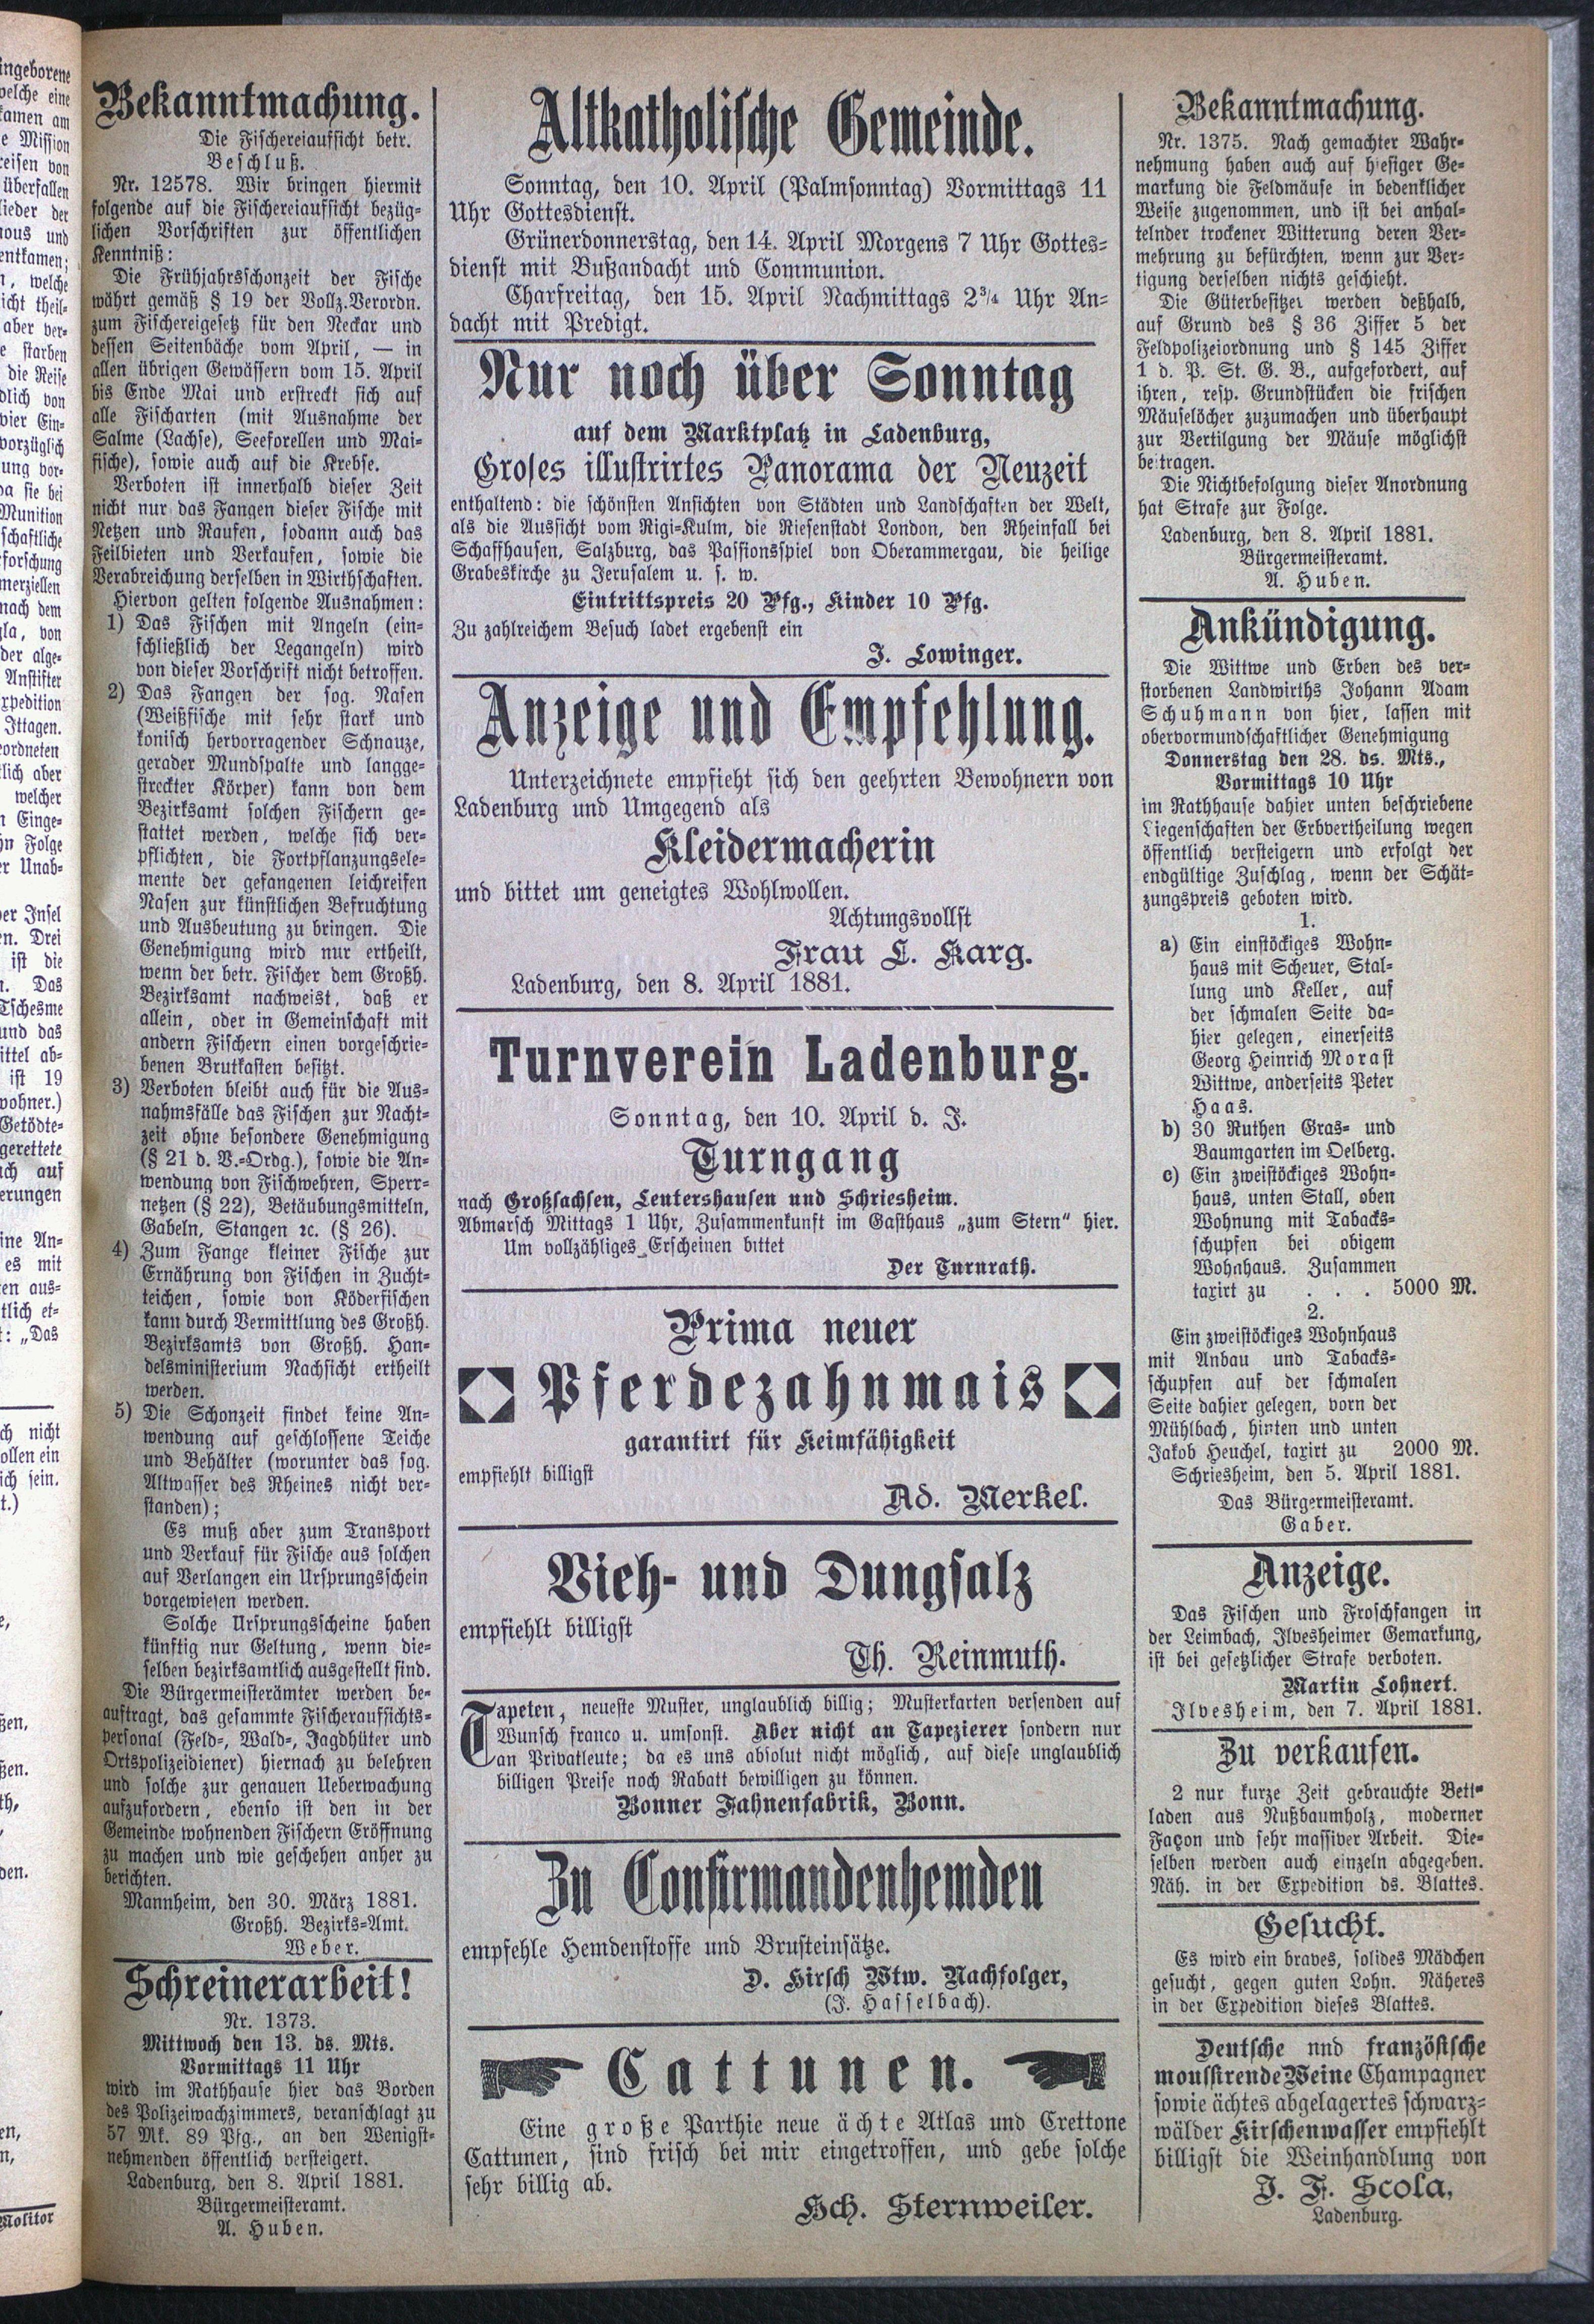 Bekanntmachung.
Die Fischereiaufsicht betr.
Beschluß.
Nr. 12578. Wir bringen hiermit
folgende auf die Fischereiaufsicht bezüg-
lichen Vorschriften zur öffentlichen
Kenntniß:
Die Frühjahrsschonzeit der Fische
währt gemäß § 19 der Vollz.Verordn.
zum Fischereigesetz für den Neckar und
dessen Seitenbäche vom April, — in
allen übrigen Gewässern vom 15. April
bis Ende Mai und erstreckt sich auf
alle Fischarten (mit Ausnahme der
Salme (Lachse), Seeforellen und Mai-
fische), sowie auch auf die Krebse.
Verboten ist innerhalb dieser Zeit
nicht nur das Fangen dieser Fische mit
Netzen und Raufen, sodann auch das
Feilbieten und Verkaufen, sowie die
Verabreichung derselben in Wirthschaften.
Hiervon gelten folgende Ausnahmen:
1) Das Fischen mit Angeln (ein-
schließlich der Legangeln) wird
von dieser Vorschrift nicht betroffen.
2) Das Fangen der sog. Nasen
(Weißfische mit sehr stark und
konisch hervorragender Schnauze,
gerader Mundspalte und langge-
streckter Körper) kann von dem
Bezirksamt solchen Fischern ge-
stattet werden, welche sich ver-
pflichten, die Fortpflanzungsele-
mente der gefangenen leichreifen
Nasen zur künstlichen Befruchtung
und Ausbeutung zu bringen. Die
Genehmigung wird nur ertheilt,
wenn der betr. Fischer dem Großh.
Bezirksamt nachweist, daß er
allein, oder in Gemeinschaft mit
andern Fischern einen vorgeschrie-
benen Brutkasten besitzt.
3) Verboten bleibt auch für die Aus-
nahmsfälle das Fischen zur Nacht-
zeit ohne besondere Genehmigung
(§ 21 d. V.-Ordg.), sowie die An-
wendung von Fischwehren, Sperr-
netzen (§ 22), Betäubungsmitteln,
Gabeln, Stangen ꝛc. (§ 26).
4) Zum Fange kleiner Fische zur
Ernährung von Fischen in Zucht-
teichen, sowie von Köderfischen
kann durch Vermittlung des Großh.
Bezirksamts von Großh. Han-
delsministerium Nachsicht ertheilt
werden.
5) Die Schonzeit findet keine An-
wendung auf geschlossene Teiche
und Behälter (worunter das sog.
Altwasser des Rheines nicht ver-
standen);
Es muß aber zum Transport
und Verkauf für Fische aus solchen
auf Verlangen ein Ursprungsschein
vorgewiesen werden.
Solche Ursprungsscheine haben
künftig nur Geltung, wenn die-
selben bezirksamtlich ausgestellt sind.
Die Bürgermeisterämter werden be-
auftragt, das gesammte Fischeraufsichts-
personal (Feld-, Wald-, Jagdhüter und
Ortspolizeidiener) hiernach zu belehren
und solche zur genauen Ueberwachung
aufzufordern, ebenso ist den in der
Gemeinde wohnenden Fischern Eröffnung
zu machen und wie geschehen anher zu
berichten.
Mannheim, den 30. März 1881.
Großh. Bezirks-Amt.
Weber.
Schreinerarbeit!
Nr. 1373.
Mittwoch den 13. ds. Mts.
Vormittags 11 Uhr
wird im Rathhause hier das Borden
des Polizeiwachzimmers, veranschlagt zu
57 Mk. 89 Pfg., an den Wenigst-
nehmenden öffentlich versteigert.
Ladenburg, den 8. April 1881.
Bürgermeisteramt.
A. Huben.
Altkatholische Gemeinde.
Sonntag, den 10. April (Palmsonntag) Vormittags 11
Uhr Gottesdienst.
Grünerdonnerstag, den 14. April Morgens 7 Uhr Gottes-
dienst mit Bußandacht und Communion.
Charfreitag, den 15. April Nachmittags 2¾ Uhr An-
dacht mit Predigt.
Nur noch über Sonntag
auf dem Marktplatz in Ladenburg,
Groses illustrirtes Panorama der Neuzeit
enthaltend: die schönsten Ansichten von Städten und Landschaften der Welt,
als die Aussicht vom Rigi-Kulm, die Riesenstadt London, den Rheinfall bei
Schaffhausen, Salzburg, das Passionsspiel von Oberammergau, die heilige
Grabeskirche zu Jerusalem u. s. w.
Eintrittspreis 20 Pfg., Kinder 10 Pfg.
Zu zahlreichem Besuch ladet ergebenst ein
J. Lowinger.
Anzeige und Empfehlung.
Unterzeichnete empfieht sich den geehrten Bewohnern von
Ladenburg und Umgegend als
Kleidermacherin
und bittet um geneigtes Wohlwollen.
Achtungsvollst
Frau L. Karg.
Ladenburg, den 8. April 1881.
Turnverein Ladenburg.
Sonntag, den 10. April d. J.
Turngang
nach Großsachsen, Leutershausen und Schriesheim.
Abmarsch Mittags 1 Uhr, Zusammenkunft im Gasthaus „zum Stern“ hier.
Um vollzähliges Erscheinen bittet
Der Turnrath.
Prima neuer
Pferdezahnmais
garantirt für Keimfähigkeit
empfiehlt billigst
Ad. Merkel.
Vieh- und Dungsalz
empfiehlt billigst
Th. Reinmuth.
Tapeten, neueste Muster, unglaublich billig; Musterkarten versenden auf
Wunsch franco u. umsonst. Aber nicht an Tapezierer sondern nur
an Privatleute; da es uns absolut nicht möglich, auf diese unglaublich
billigen Preise noch Rabatt bewilligen zu können.
Bonner Fahnenfabrik, Bonn.
Zu Confirmandenhemden
empfehle Hemdenstoffe und Brusteinsätze.
D. Hirsch Wtw. Nachfolger,
(J. Hasselbach).
Cattunen.
Eine große Parthie neue ächte Atlas und Crettone
Cattunen, sind frisch bei mir eingetroffen, und gebe solche
sehr billig ab.
Hch. Sternweiler.
Bekanntmachung.
Nr. 1375. Nach gemachter Wahr-
nehmung haben auch auf hiesiger Ge-
markung die Feldmäuse in bedenklicher
Weise zugenommen, und ist bei anhal-
telnder trockener Witterung deren Ver-
mehrung zu befürchten, wenn zur Ver-
tigung derselben nichts geschieht.
Die Güterbesitzer werden deßhalb,
auf Grund des § 36 Ziffer 5 der
Feldpolizeiordnung und § 145 Ziffer
1 d. P. St. G. B., aufgefordert, auf
ihren, resp. Grundstücken die frischen
Mäuselöcher zuzumachen und überhaupt
zur Vertilgung der Mäuse möglichst
beitragen.
Die Nichtbefolgung dieser Anordnung
hat Strafe zur Folge.
Ladenburg, den 8. April 1881.
Bürgermeisteramt.
A. Huben.
Ankündigung.
Die Wittwe und Erben des ver-
storbenen Landwirths Johann Adam
Schuhmann von hier, lassen mit
obervormundschaftlicher Genehmigung
Donnerstag den 28. ds. Mts.,
Vormittags 10 Uhr
im Rathhause dahier unten beschriebene
Liegenschaften der Erbvertheilung wegen
öffentlich versteigern und erfolgt der
endgültige Zuschlag, wenn der Schät-
zungspreis geboten wird.
1.
a) Ein einstöckiges Wohn-
haus mit Scheuer, Stal-
lung und Keller, auf
der schmalen Seite da-
hier gelegen, einerseits
Georg Heinrich Morast
Wittwe, anderseits Peter
Haas.
b) 30 Ruthen Gras- und
Baumgarten im Oelberg.
c) Ein zweistöckiges Wohn-
haus, unten Stall, oben
Wohnung mit Tabacks-
schupfen bei obigem
Wohnhaus. Zusammen
taxirt zu . . . 5000 M.
2.
Ein zweistöckiges Wohnhaus
mit Anbau und Tabacks-
schupfen auf der schmalen
Seite dahier gelegen, vorn der
Mühlbach, hinten und unten
Jakob Heuchel, taxirt zu 2000 M.
Schriesheim, den 5. April 1881.
Das Bürgermeisteramt.
Gaber.
Anzeige.
Das Fischen und Froschfangen in
der Leimbach, Ilvesheimer Gemarkung,
ist bei gesetzlicher Strafe verboten.
Martin Lohnert.
Ilvesheim, den 7. April 1881.
Zu verkaufen.
2 nur kurze Zeit gebrauchte Bett-
laden aus Nußbaumholz, moderner
Façon und sehr massiver Arbeit. Die-
selben werden auch einzeln abgegeben.
Näh. in der Expedition ds. Blattes.
Gesucht.
Es wird ein braves, solides Mädchen
gesucht, gegen guten Lohn. Näheres
in der Expedition dieses Blattes.
Deutsche nnd französische
moussirende Weine Champagner
sowie ächtes abgelagertes schwarz-
wälder Kirschenwasser empfiehlt
billigst die Weinhandlung von
J. F. Scola,
Ladenburg.